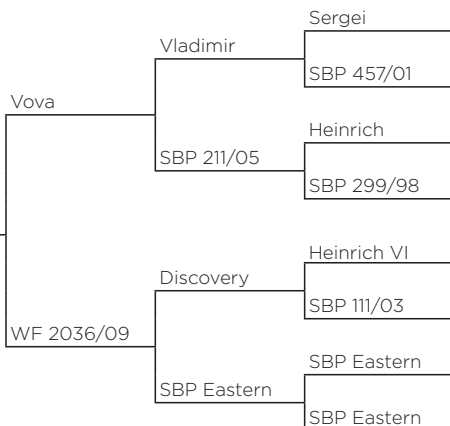 Sergei
Vladimir
SBP 457/01
Vova
Heinrich
SBP 211/05
SBP 299/98
Heinrich VI
Discovery
SBP 111/03
WF 2036/09
SBP Eastern
SBP Eastern
SBP Eastern